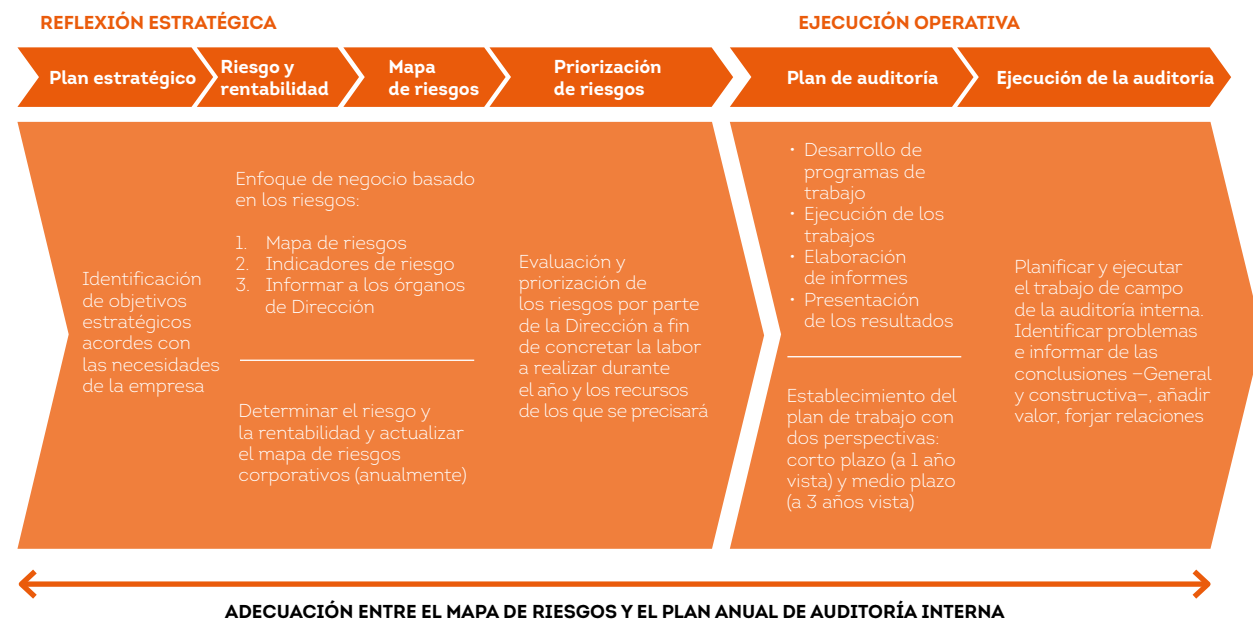 REFLEXIÓN ESTRATÉGICA
EJECUCIÓN OPERATIVA
Plan estratégico
Riesgo y
rentabilidad
Mapa
de riesgos
Priorización
de riesgos
Plan de auditoría
Ejecución de la auditoría
Identificación
de objetivos
estratégicos
acordes con
las necesidades
de la empresa
Enfoque de negocio basado
en los riesgos:
1. Mapa de riesgos
2. Indicadores de riesgo
3. Informar a los órganos
de Dirección
Determinar el riesgo y
la rentabilidad y actualizar
el mapa de riesgos
corporativos (anualmente)
Evaluación y
priorización de
los riesgos por parte
de la Dirección a fin
de concretar la labor
a realizar durante
el año y los recursos
de los que se precisará
• Desarrollo de
programas de
trabajo
• Ejecución de los
trabajos
• Elaboración
de informes
• Presentación
de los resultados
Establecimiento del
plan de trabajo con
dos perspectivas:
corto plazo (a 1 año
vista) y medio plazo
(a 3 años vista)
Planificar y ejecutar
el trabajo de campo
de la auditoría interna.
Identificar problemas
e informar de las
conclusiones –General
y constructiva–, añadir
valor, forjar relaciones
ADECUACIÓN ENTRE EL MAPA DE RIESGOS Y EL PLAN ANUAL DE AUDITORÍA INTERNA